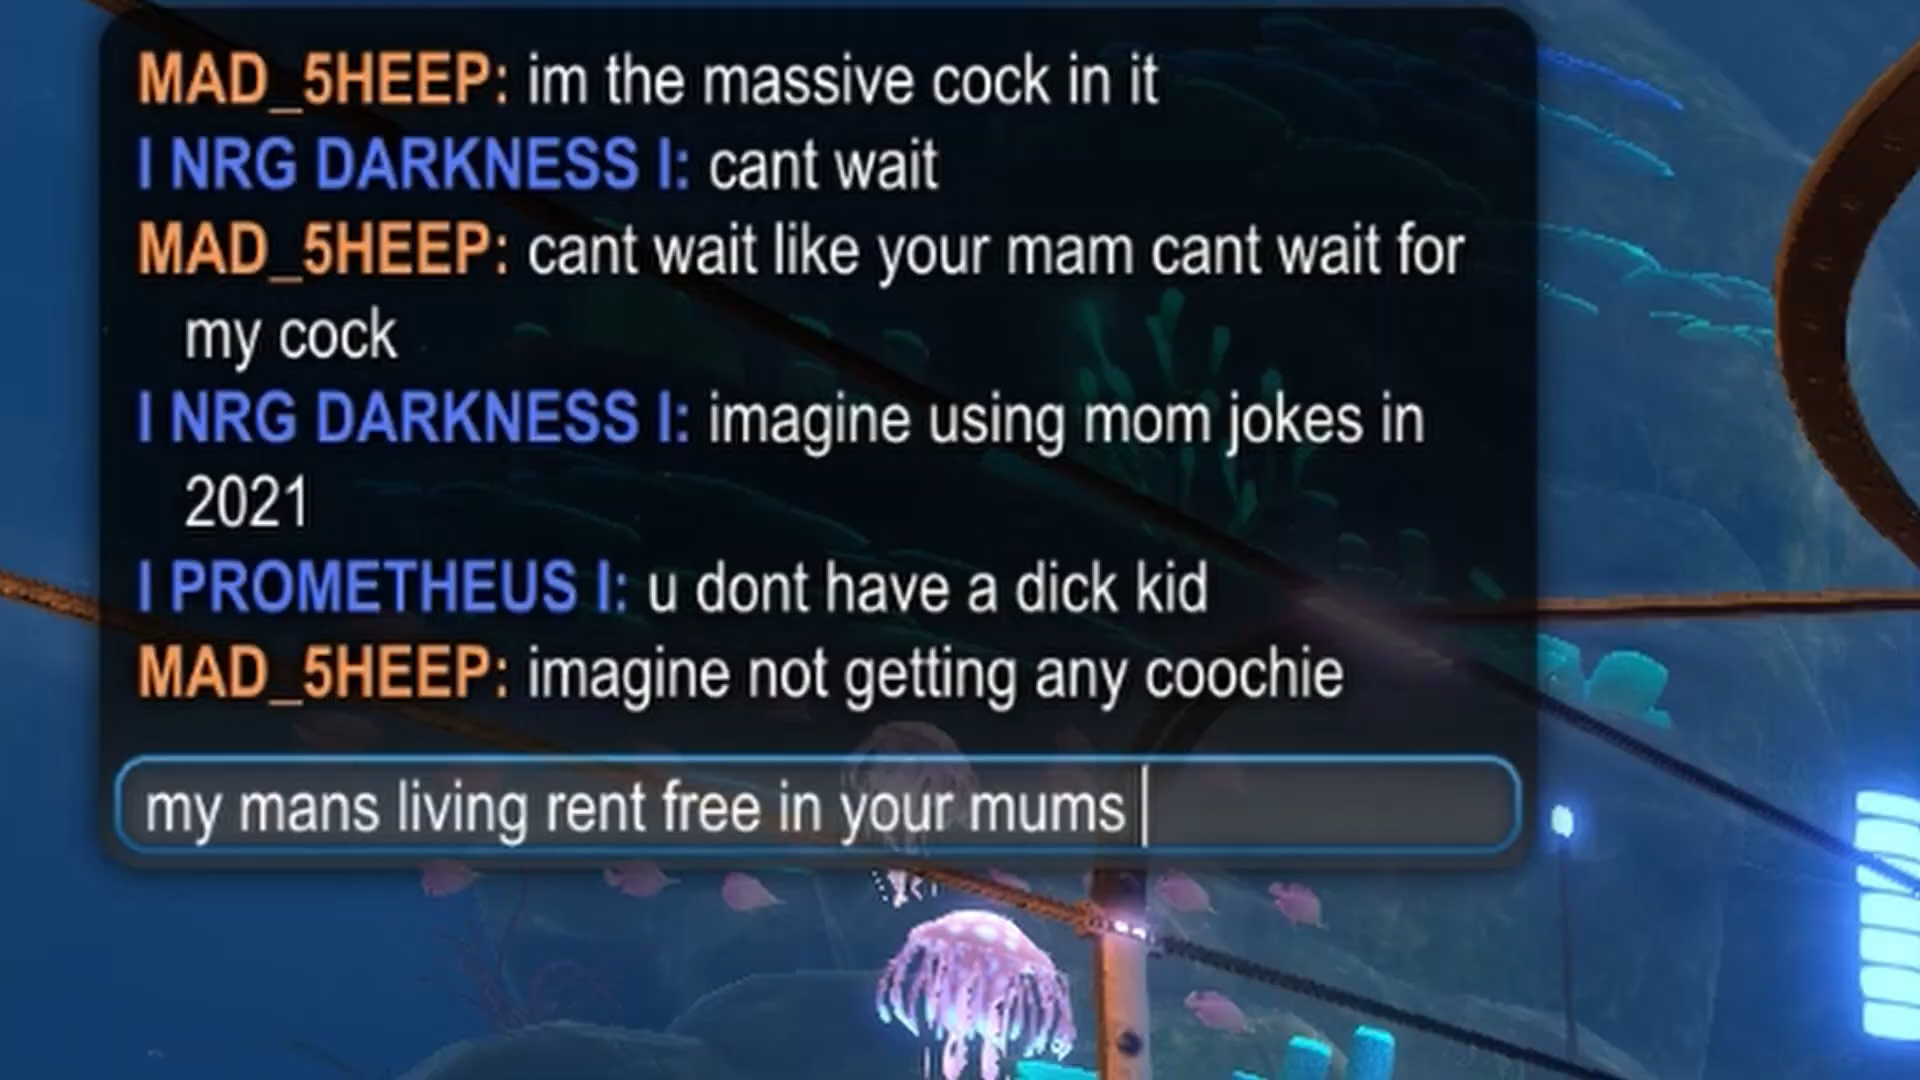 MAD_5HEEP: im the massive cock in it
I NRG DARKNESS I: cant wait
MAD_5HEEP: cant wait like your mam cant wait for
my cock
I NRG DARKNESS I: imagine using mom jokes in
2021
I PROMETHEUS I: u dont have a dick kid
MAD_5HEEP: imagine not getting any coochie
my mans living rent free in your mums